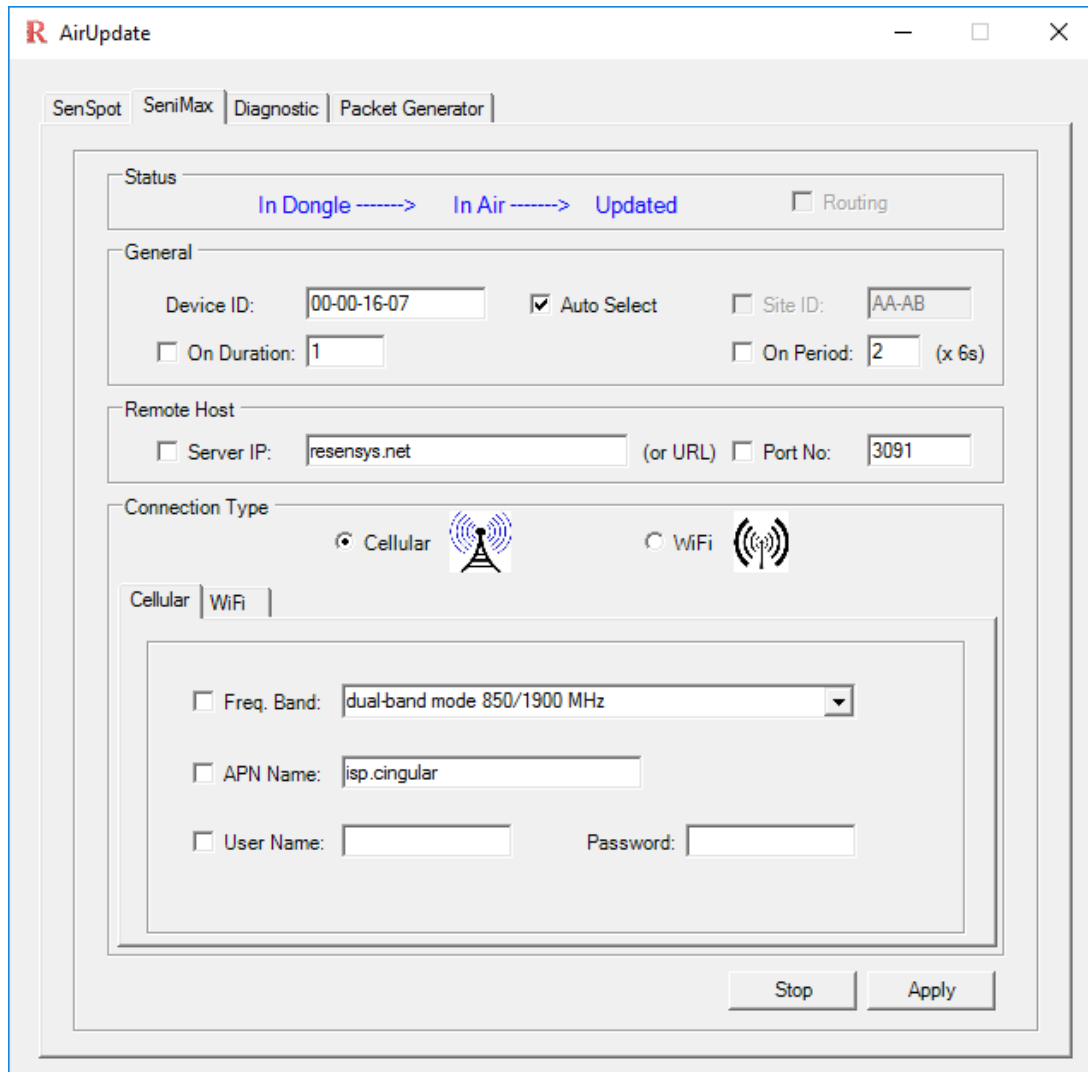 R AirUpdate
SenSpot SeniMax Diagnostic Packet Generator
Status
In Dongle -------> In Air -------> Updated Routing
General
Device ID: 00-00-16-07 Auto Select Site ID: AA-AB
On Duration: 1 On Period: 2 (x 6s)
Remote Host
Server IP: resensys.net (or URL) Port No: 3091
Connection Type
Cellular WiFi
Cellular WiFi
Freq. Band: dual-band mode 850/1900 MHz
APN Name: isp.cingular
User Name: Password:
Stop Apply